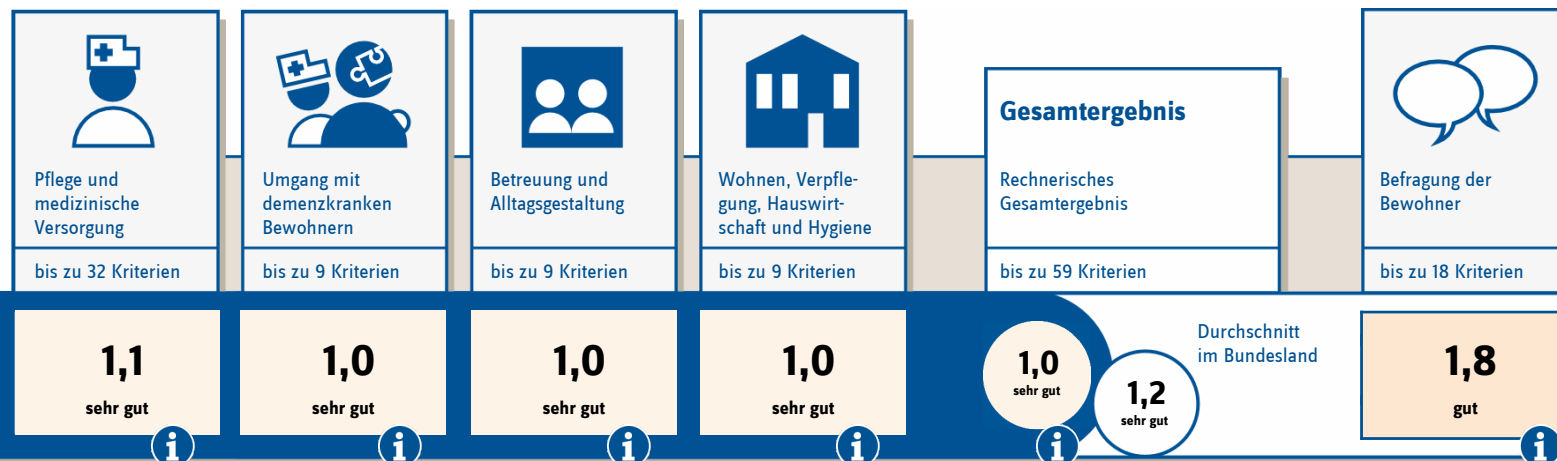 Pflege und
medizinische
Versorgung
bis zu 32 Kriterien
1,1
sehr gut
i
Umgang mit
demenzkranken
Bewohnern
bis zu 9 Kriterien
1,0
sehr gut
i
Betreuung und
Alltagsgestaltung
bis zu 9 Kriterien
1,0
sehr gut
i
Wohnen, Verpfle-
gung, Hauswirt-
schaft und Hygiene
bis zu 9 Kriterien
1,0
sehr gut
i
Gesamtergebnis
Rechnerisches
Gesamtergebnis
bis zu 59 Kriterien
1,0
sehr gut
i
Durchschnitt
im Bundesland
1,2
sehr gut
Befragung der
Bewohner
bis zu 18 Kriterien
1,8
gut
i